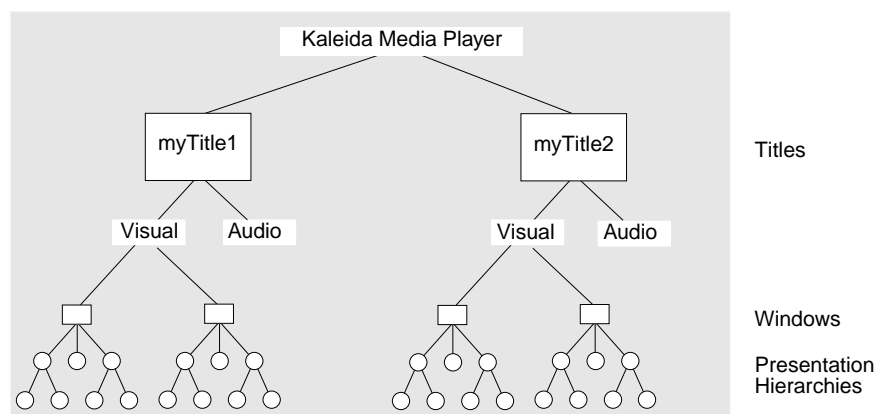 Kaleida Media Player
myTitle1
myTitle2
Titles
Visual
Audio
Visual
Audio
Windows
Presentation
Hierarchies